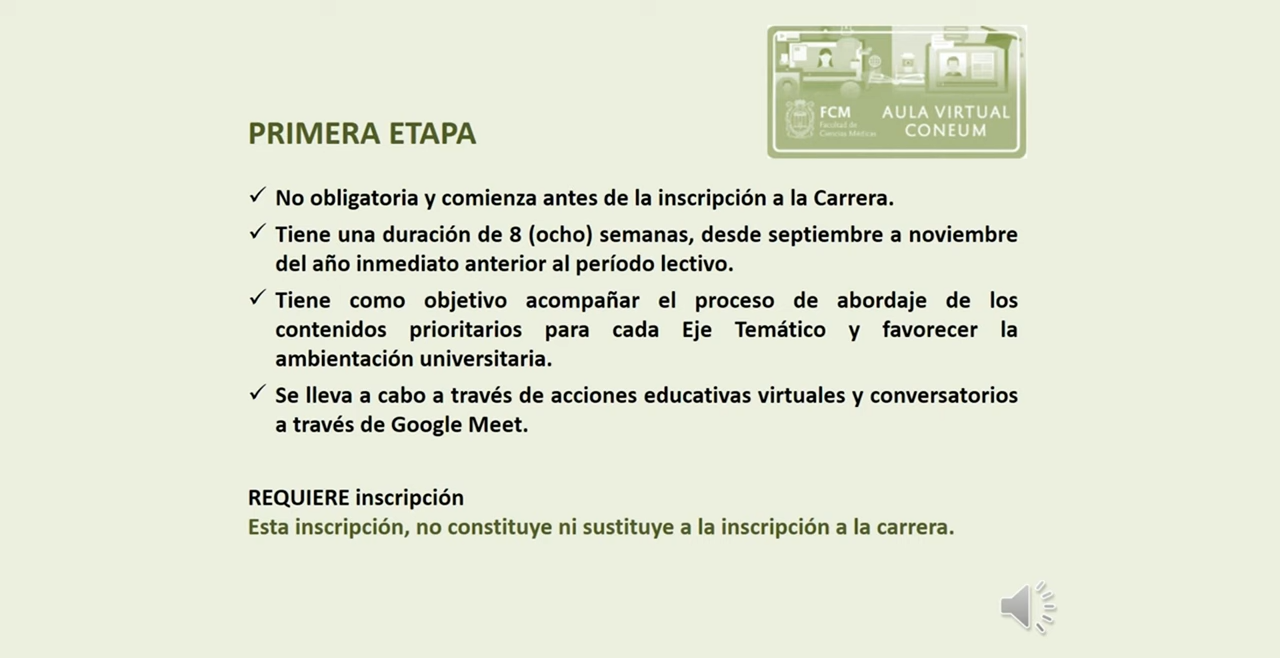 FCM
Facultad de
Ciencias Médicas
AULA VIRTUAL
CONEUM
PRIMERA ETAPA
✓ No obligatoria y comienza antes de la inscripción a la Carrera.
✓ Tiene una duración de 8 (ocho) semanas, desde septiembre a noviembre
del año inmediato anterior al período lectivo.
✓ Tiene como objetivo acompañar el proceso de abordaje de los
contenidos prioritarios para cada Eje Temático y favorecer la
ambientación universitaria.
✓ Se lleva a cabo a través de acciones educativas virtuales y conversatorios
a través de Google Meet.
REQUIERE inscripción
Esta inscripción, no constituye ni sustituye a la inscripción a la carrera.